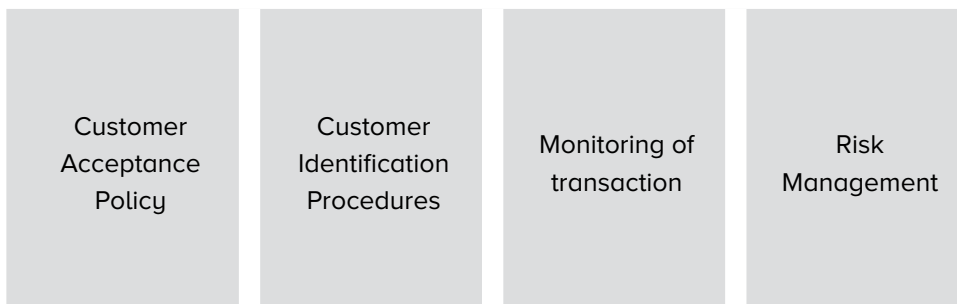 Customer
Acceptance
Policy
Customer
Identification
Procedures
Monitoring of
transaction
Risk
Management